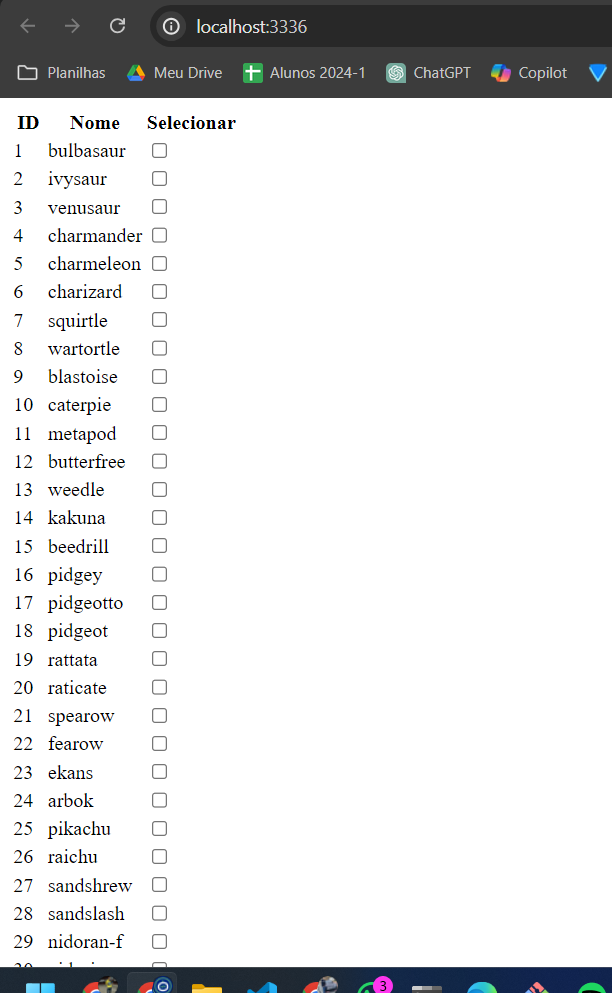 localhost:3336
Planilhas Meu Drive Alunos 2024-1 ChatGPT Copilot
ID Nome Selecionar
1 bulbasaur
2 ivysaur
3 venusaur
4 charmander
5 charmeleon
6 charizard
7 squirtle
8 wartortle
9 blastoise
10 caterpie
11 metapod
12 butterfree
13 weedle
14 kakuna
15 beedrill
16 pidgey
17 pidgeotto
18 pidgeot
19 rattata
20 raticate
21 spearow
22 fearow
23 ekans
24 arbok
25 pikachu
26 raichu
27 sandshrew
28 sandslash
29 nidoran-f
3